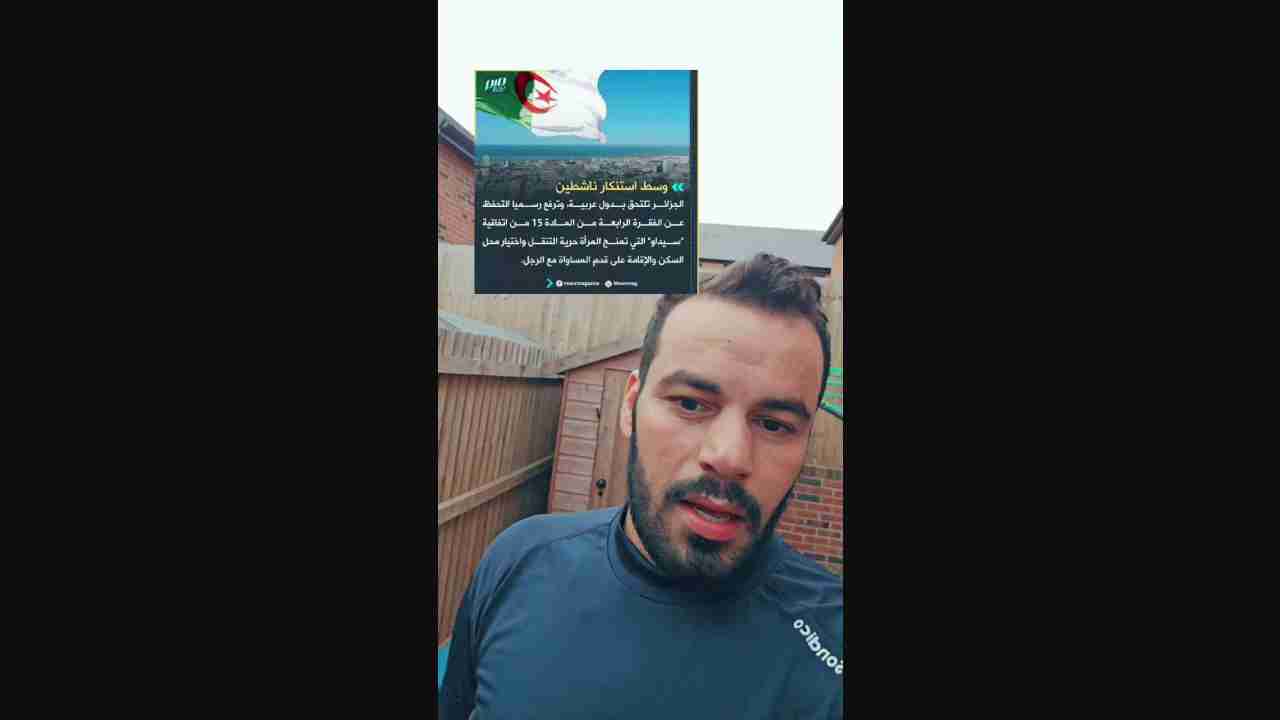 وسط استنكار ناشطين
الجزائر تلتحق بدول عربية، وترفع رسميا التحفظ
عن الفقرة الرابعة من المادة 15 من اتفاقية
"سيداو" التي تمنح المرأة حرية التنقل واختيار محل
السكن والإقامة على قدم المساواة مع الرجل.
sondico